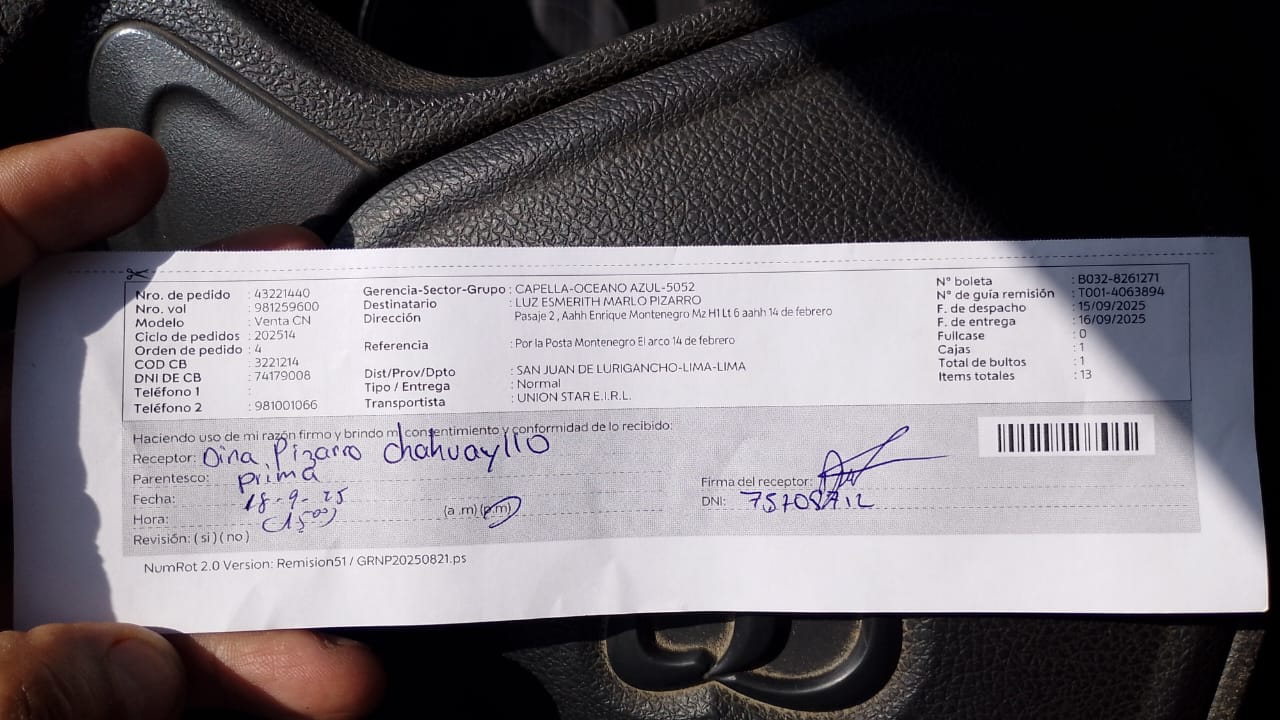 Nro. de pedido : 43221440
Nro. vol : 981259600
Modelo : Venta CN
Ciclo de pedidos : 202514
Orden de pedido : 4
COD CB : 3221214
DNI DE CB : 74179008
Teléfono 1 :
Teléfono 2 : 981001066
Gerencia-Sector-Grupo : CAPELLA-OCEANO AZUL-5052
Destinatario : LUZ ESMERITH MARLO PIZARRO
Dirección : Pasaje 2 , Aahh Enrique Montenegro Mz H1 Lt 6 aahh 14 de febrero
Referencia : Por la Posta Montenegro El arco 14 de febrero
Dist/Prov/Dpto : SAN JUAN DE LURIGANCHO-LIMA-LIMA
Tipo / Entrega : Normal
Transportista : UNION STAR E.I.R.L.
N° boleta : B032-8261271
N° de guía remisión : T001-4063894
F. de despacho : 15/09/2025
F. de entrega : 16/09/2025
Fullcase : 0
Cajas : 1
Total de bultos : 1
Items totales : 13
Haciendo uso de mi razón firmo y brindo mi consentimiento y conformidad de lo recibido:
Receptor: Dina Pizarro chahuayllo
Parentesco: prima
Fecha: 18-9-25
Hora: (15:00) (a .m) (p.m)
Revisión: ( si ) ( no )
Firma del receptor:
DNI:
NumRot 2.0 Version: Remision51 / GRNP20250821.ps